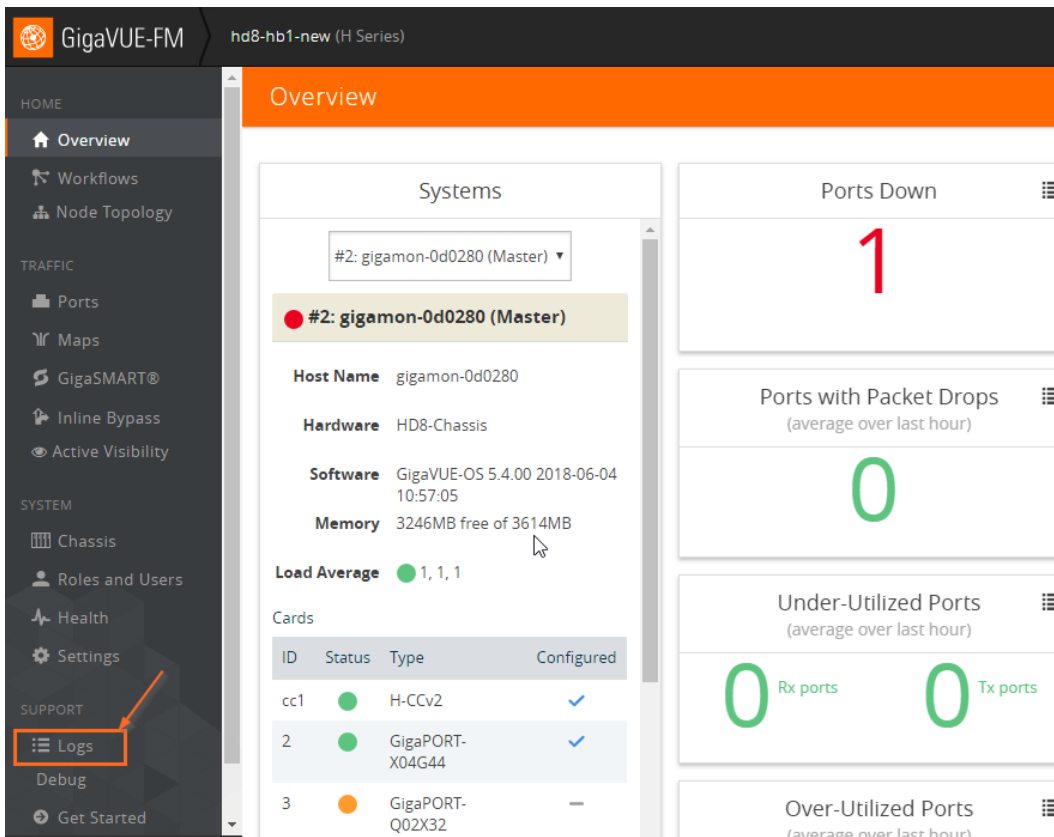 GigaVUE-FM
hd8-hb1-new (H Series)
HOME
Overview
Workflows
Node Topology
TRAFFIC
Ports
Maps
GigaSMART®
Inline Bypass
Active Visibility
SYSTEM
Chassis
Roles and Users
Health
Settings
SUPPORT
Logs
Debug
Get Started
Overview
Systems
#2: gigamon-0d0280 (Master)
#2: gigamon-0d0280 (Master)
Host Name gigamon-0d0280
Hardware HD8-Chassis
Software GigaVUE-OS 5.4.00 2018-06-04
10:57:05
Memory 3246MB free of 3614MB
Load Average 1, 1, 1
Cards
ID Status Type Configured
cc1 H-CCv2
2 GigaPORT-
X04G44
3 GigaPORT-
Q02X32
Ports Down
1
Ports with Packet Drops
(average over last hour)
0
Under-Utilized Ports
(average over last hour)
0 Rx ports 0 Tx ports
Over-Utilized Ports
(average over last hour)